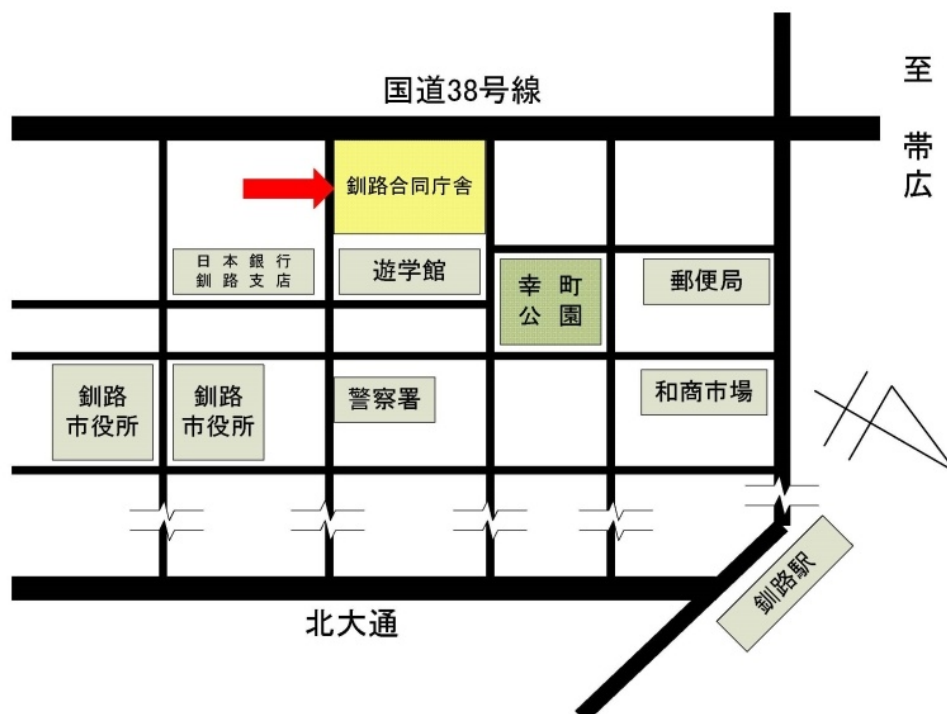 国道38号線
至 帯広
釧路合同庁舎
日本銀行
釧路支店
遊学館
幸町
公園
郵便局
釧路
市役所
釧路
市役所
警察署
和商市場
釧路駅
北大通